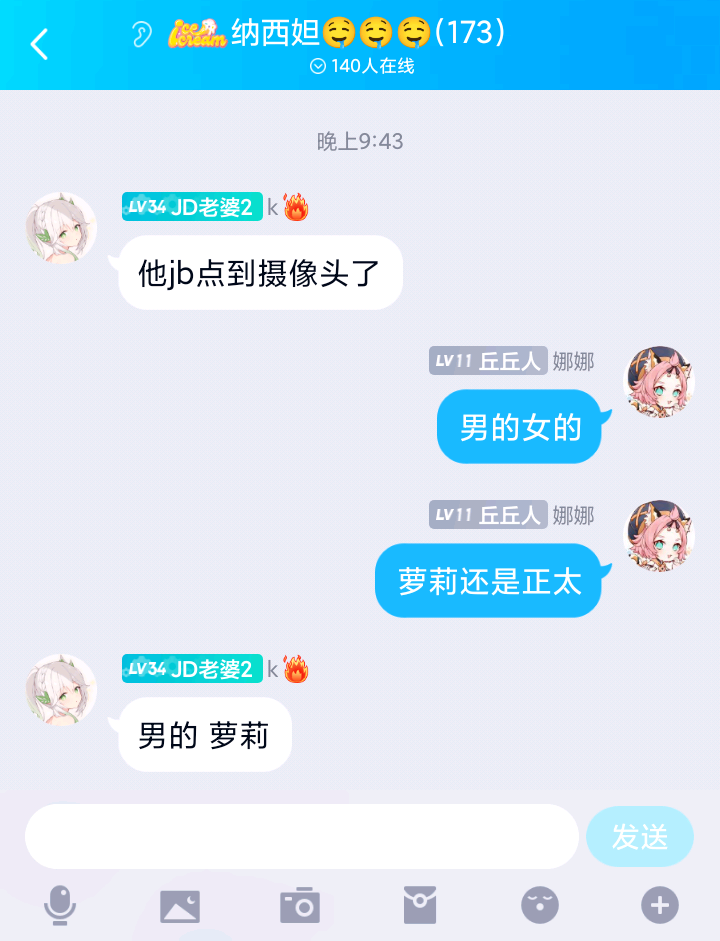 ice cream 纳西妲🤤🤤🤤(173)
140人在线
晚上9:43
LV34 JD老婆2 k🔥
他jb点到摄像头了
LV11 丘丘人 娜娜
男的女的
LV11 丘丘人 娜娜
萝莉还是正太
LV34 JD老婆2 k🔥
男的 萝莉
发送